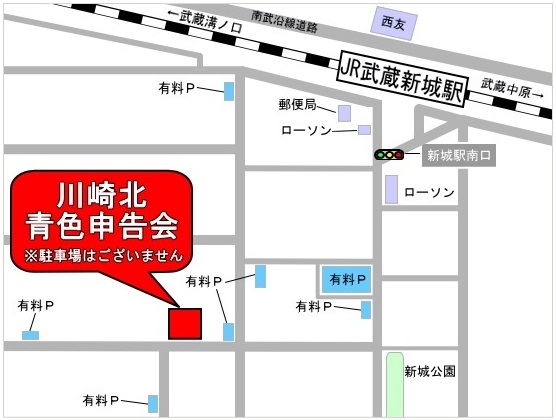 ←武蔵溝ノ口
南武沿線道路
西友
JR武蔵新城駅
武蔵中原→
有料P
郵便局
ローソン
新城駅南口
ローソン
川崎北
青色申告会
※駐車場はございません
有料P
有料P
有料P
有料P
新城公園
有料P